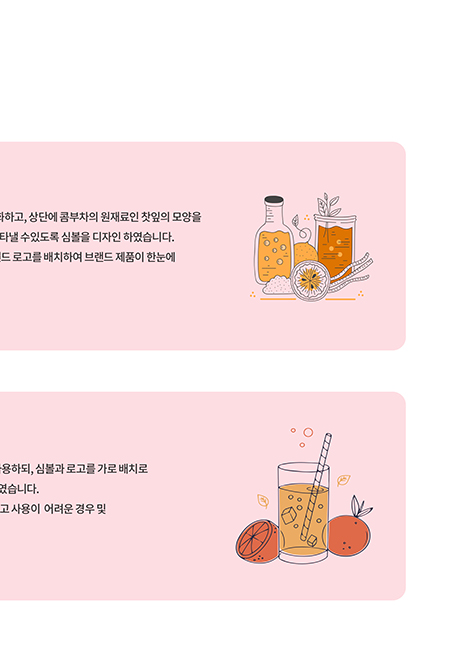 화하고, 상단에 콤부차의 원재료인 찻잎의 모양을
타낼 수있도록 심볼을 디자인 하였습니다.
드 로고를 배치하여 브랜드 제품이 한눈에
용하되, 심볼과 로고를 가로 배치로
였습니다.
고 사용이 어려운 경우 및